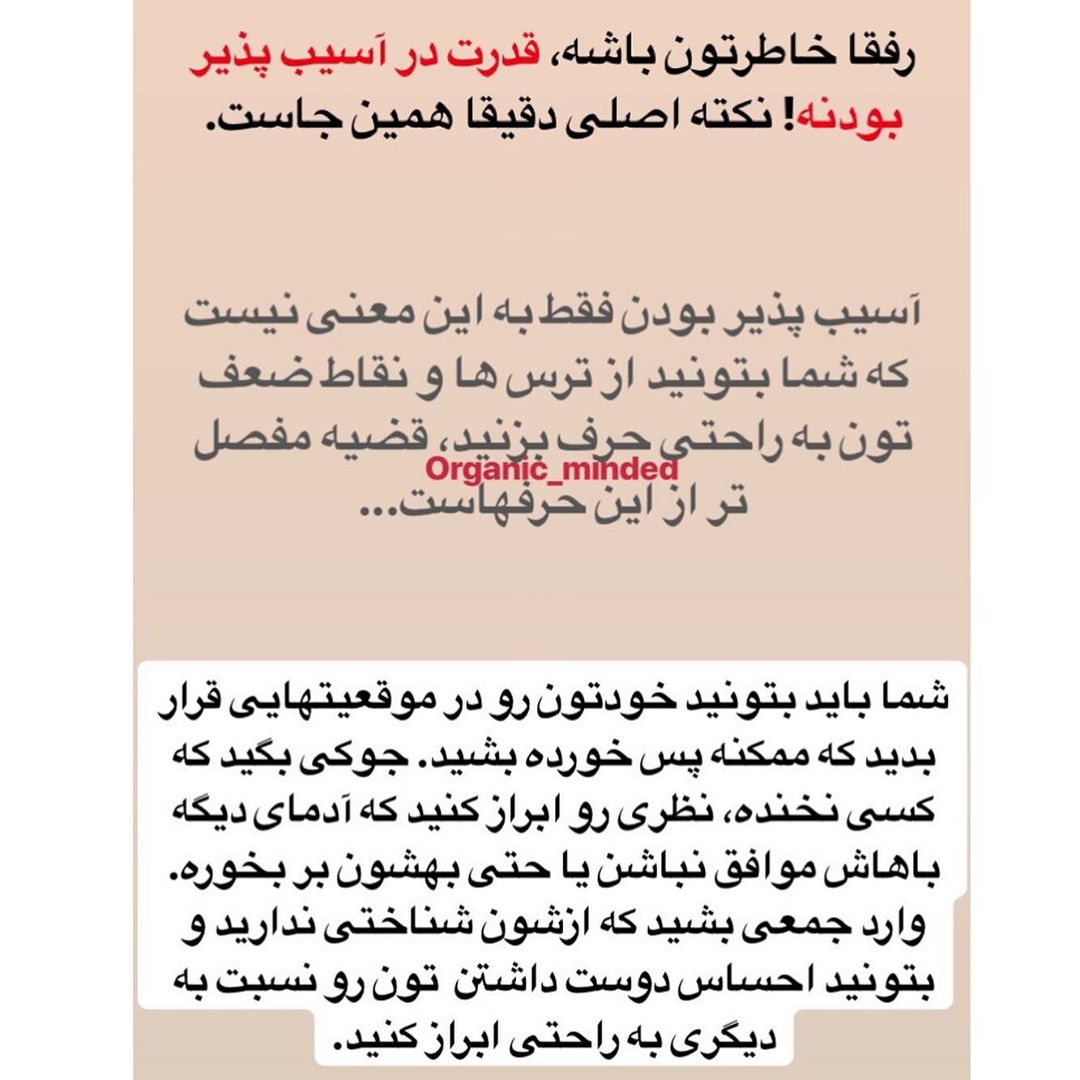 رفقا خاطرتون باشه، قدرت در آسیب پذیر
بودنه! نکته اصلی دقیقا همین جاست.
آسیب پذیر بودن فقط به این معنی نیست
که شما بتونید از ترس ها و نقاط ضعف
تون به راحتی حرف بزنید، قضیه مفصل
Organic_minded
تر از این حرفهاست...
شما باید بتونید خودتون رو در موقعیتهایی قرار
بدید که ممکنه پس خورده بشید. جوکی بگید که
کسی نخنده، نظری رو ابراز کنید که آدمای دیگه
باهاش موافق نباشن یا حتی بهشون بر بخوره.
وارد جمعی بشید که ازشون شناختی ندارید و
بتونید احساس دوست داشتن تون رو نسبت به
دیگری به راحتی ابراز کنید.